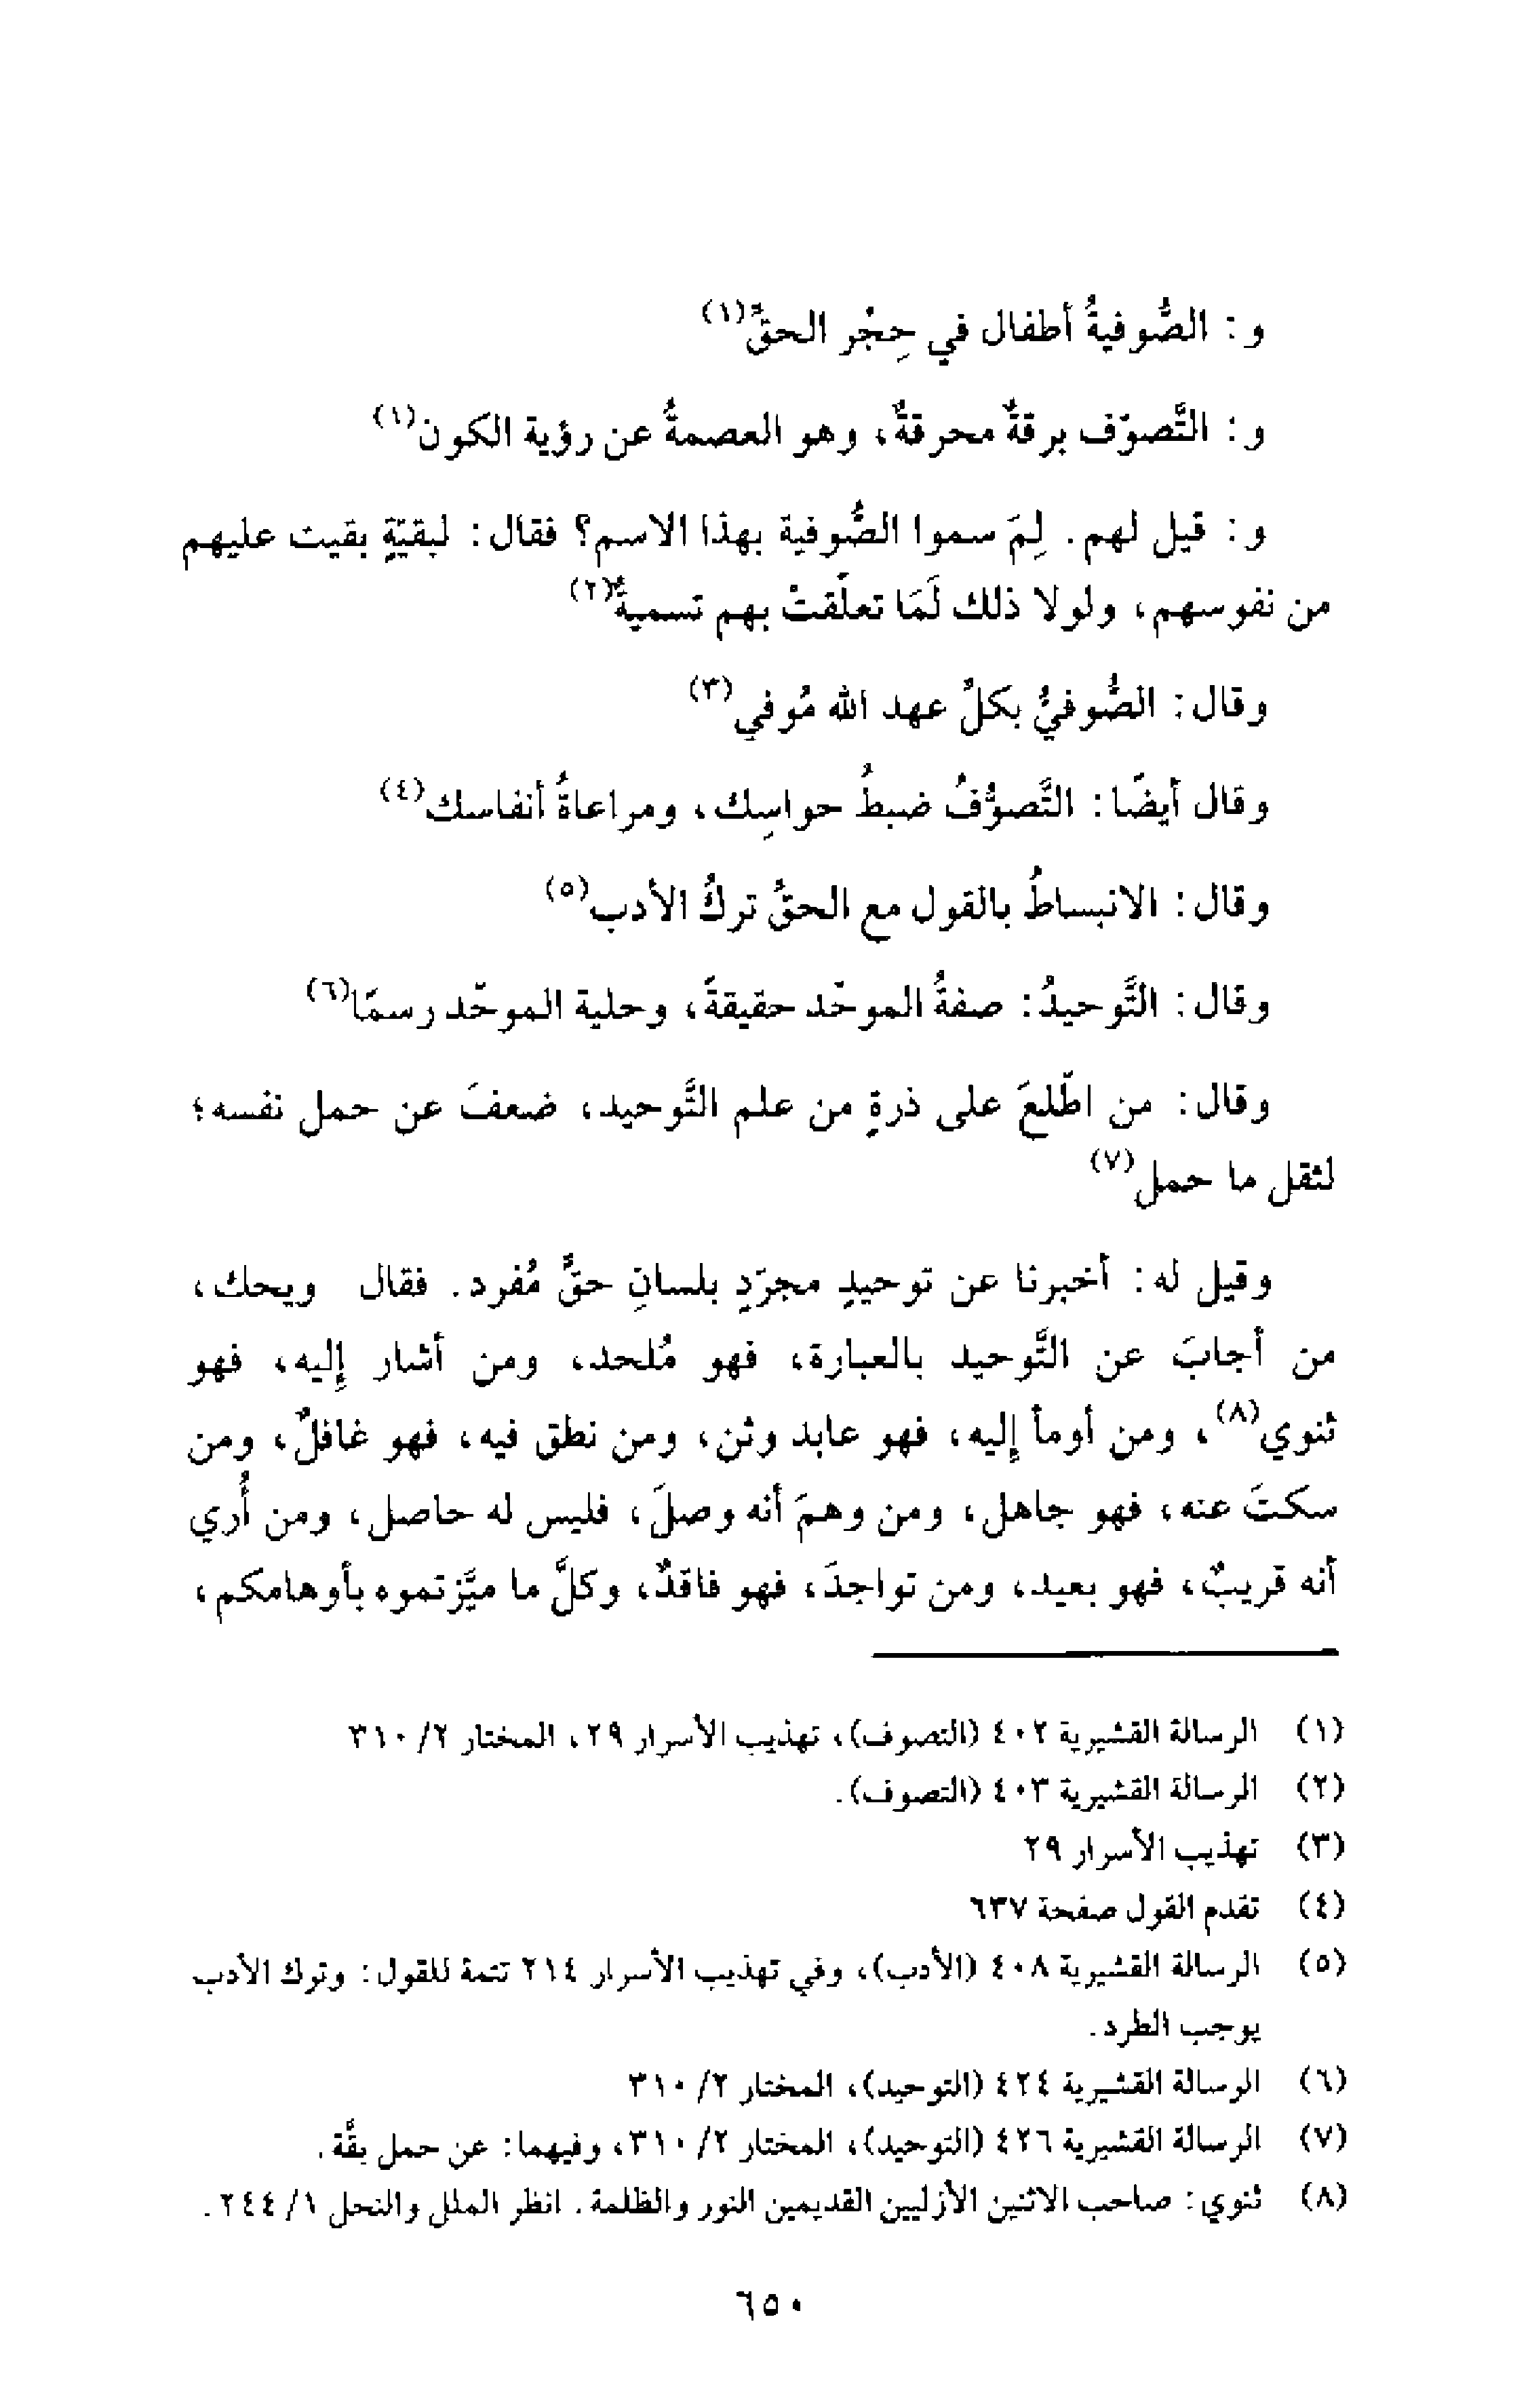 و : الصُّوفيةُ أطفال في حِجْر الحقِّ(١)
و : التَّصوّف برقةٌ محرقةٌ، وهو العصمةُ عن رؤية الكون(١)
و : قيل لهم. لِمَ سموا الصُّوفية بهذا الاسم؟ فقال: لبقيّةٍ بقيت عليهم
من نفوسهم، ولولا ذلك لَمَا تعلّقتْ بهم تسميةٌ(٢)
وقال: الصُّوفيُّ بكلِّ عهد الله مُوفي(٣)
وقال أيضًا: التَّصوُّفُ ضبطُ حواسِك، ومراعاةُ أنفاسك(٤)
وقال: الانبساطُ بالقول مع الحقِّ تركُ الأدب(٥)
وقال: التَّوحيدُ: صفةُ الموحّد حقيقةً، وحلية الموحّد رسمًا(٦)
وقال: من اطّلعَ على ذرةٍ من علم التَّوحيد، ضعفَ عن حمل نفسه؛
لثقل ما حمل(٧)
وقيل له: أخبرنا عن توحيدٍ مجرّدٍ بلسانِ حقٍّ مُفرد. فقال ويحك،
من أجابَ عن التَّوحيد بالعبارة، فهو مُلحد، ومن أشار إليه، فهو
ثنوي(٨)، ومن أومأ إليه، فهو عابد وثن، ومن نطق فيه، فهو غافلٌ، ومن
سكتَ عنه، فهو جاهل، ومن وهمَ أنه وصلَ، فليس له حاصل، ومن أُري
أنه قريبٌ، فهو بعيد، ومن تواجدَ، فهو فاقدٌ، وكلَّ ما ميَّزتموه بأوهامكم،
(١) الرسالة القشيرية ٤٠٢ (التصوف)، تهذيب الأسرار ٢٩، المختار ٢/ ٣١٠
(٢) الرسالة القشيرية ٤٠٣ (التصوف).
(٣) تهذيب الأسرار ٢٩
(٤) تقدم القول صفحة ٦٣٧
(٥) الرسالة القشيرية ٤٠٨ (الأدب)، وفي تهذيب الأسرار ٢١٤ تتمة للقول: وترك الأدب
يوجب الطرد.
(٦) الرسالة القشيرية ٤٢٤ (التوحيد)، المختار ٢/ ٣١٠
(٧) الرسالة القشيرية ٤٢٦ (التوحيد)، المختار ٢/ ٣١٠، وفيهما: عن حمل بقَّة.
(٨) ثنوي: صاحب الاثنين الأزليين القديمين النور والظلمة. انظر الملل والنحل ١/ ٢٤٤.
٦٥٠